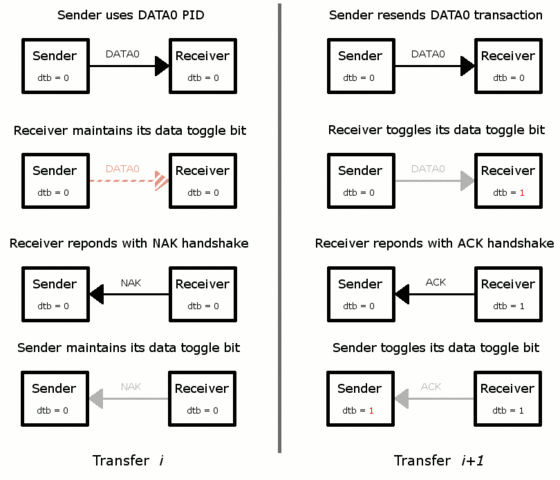 Sender uses DATA0 PID
Sender
dtb = 0
DATA0
Receiver
dtb = 0
Receiver maintains its data toggle bit
Sender
dtb = 0
DATA0
Receiver
dtb = 0
Receiver reponds with NAK handshake
Sender
dtb = 0
NAK
Receiver
dtb = 0
Sender maintains its data toggle bit
Sender
dtb = 0
NAK
Receiver
dtb = 0
Transfer i
Sender resends DATA0 transaction
Sender
dtb = 0
DATA0
Receiver
dtb = 0
Receiver toggles its data toggle bit
Sender
dtb = 0
DATA0
Receiver
dtb = 1
Receiver reponds with ACK handshake
Sender
dtb = 0
ACK
Receiver
dtb = 1
Sender toggles its data toggle bit
Sender
dtb = 1
ACK
Receiver
dtb = 1
Transfer i+1